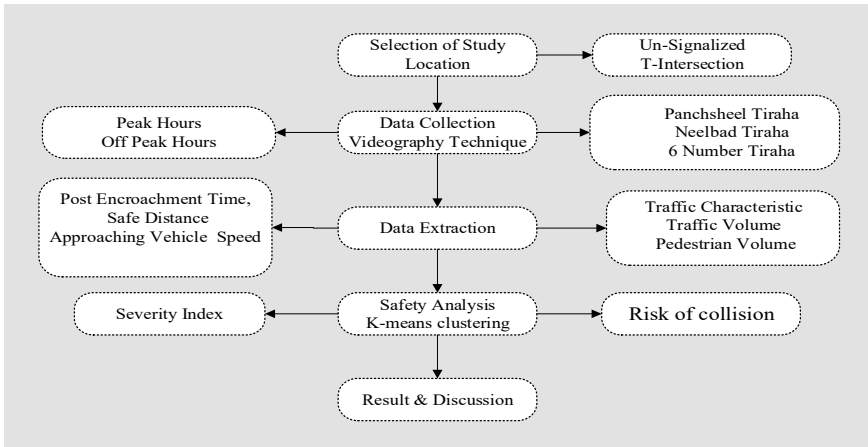 Selection of Study
Location
Un-Signalized
T-Intersection
Peak Hours
Off Peak Hours
Data Collection
Videography Technique
Panchsheel Tiraha
Neelbad Tiraha
6 Number Tiraha
Post Encroachment Time,
Safe Distance
Approaching Vehicle Speed
Data Extraction
Traffic Characteristic
Traffic Volume
Pedestrian Volume
Severity Index
Safety Analysis
K-means clustering
Risk of collision
Result & Discussion